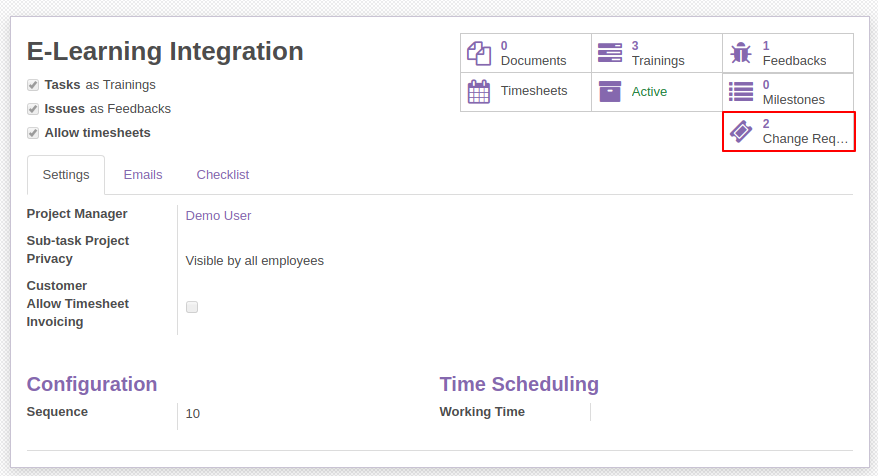 E-Learning Integration
Tasks as Trainings
Issues as Feedbacks
Allow timesheets
0
Documents
3
Trainings
1
Feedbacks
Timesheets
Active
0
Milestones
2
Change Req...
Settings
Emails
Checklist
Project Manager
Demo User
Sub-task Project
Privacy
Visible by all employees
Customer
Allow Timesheet
Invoicing
Configuration
Sequence
10
Time Scheduling
Working Time